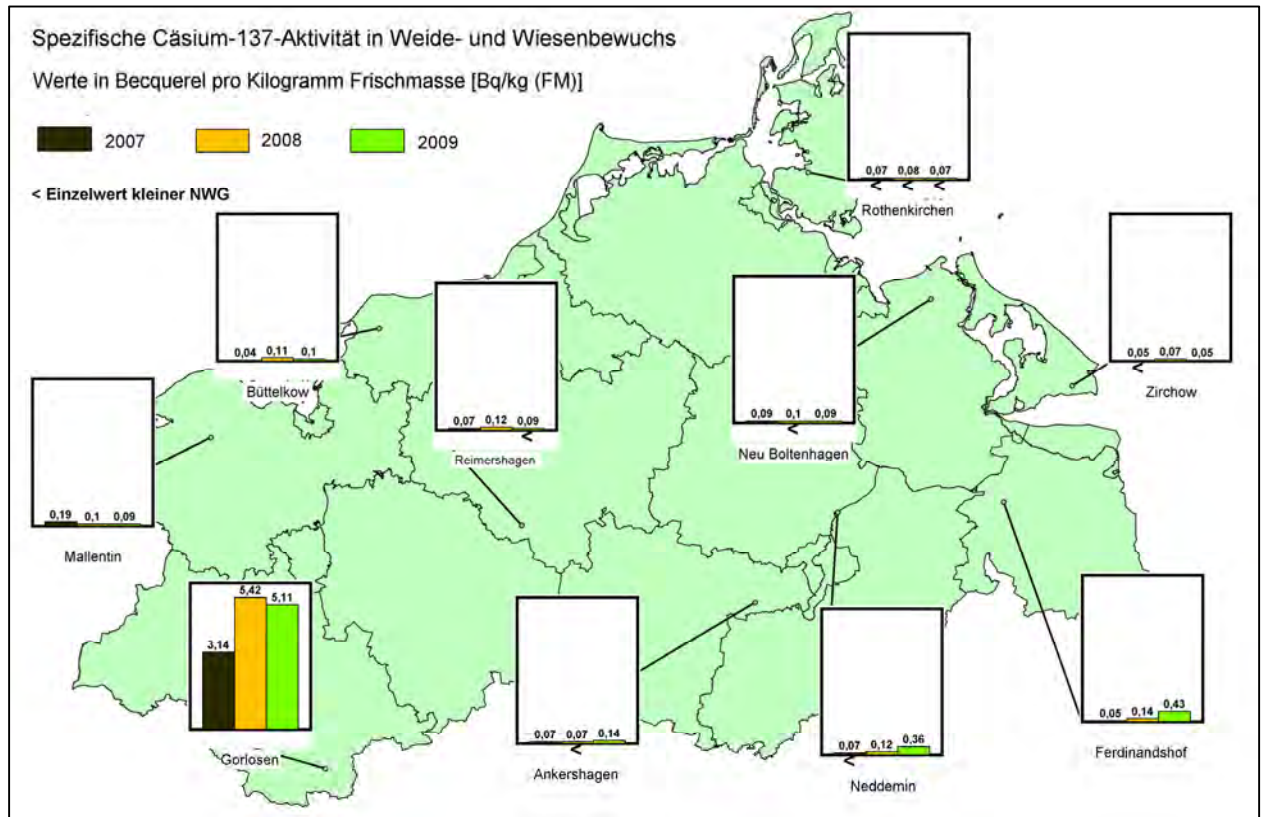 Spezifische Cäsium-137-Aktivität in Weide- und Wiesenbewuchs
Werte in Becquerel pro Kilogramm Frischmasse [Bq/kg (FM)]
2007 2008 2009
< Einzelwert kleiner NWG
0,07 0,08 0,07
< < <
Rothenkirchen
0,04 0,11 0,1
Büttelkow
0,07 0,12 0,09
<
Reimershagen
0,09 0,1 0,09
<
Neu Boltenhagen
0,05 0,07 0,05
<
Zirchow
0,19 0,1 0,09
Mallentin
3,14 5,42 5,11
Gorlosen
0,07 0,07 0,14
<
Ankershagen
0,07 0,12 0,36
<
Neddemin
0,05 0,14 0,43
Ferdinandshof